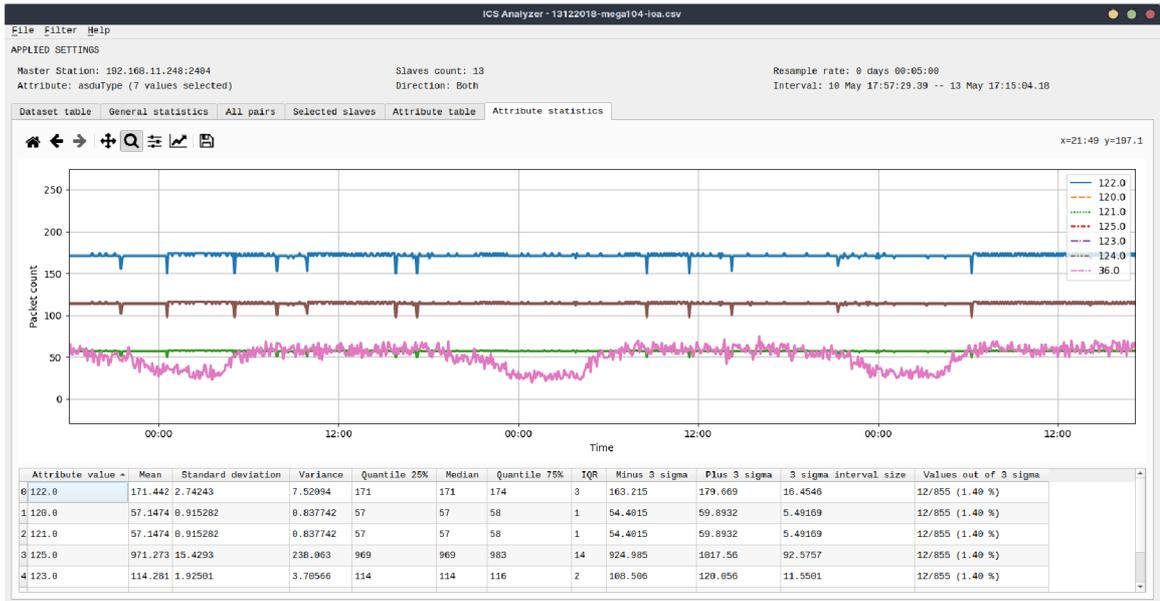 ICS Analyzer - 13122018-mega104-ioa.csv
File Filter Help
APPLIED SETTINGS
Master Station: 192.168.11.248:2404 Slaves count: 13 Resample rate: 0 days 00:05:00
Attribute: asduType (7 values selected) Direction: Both Interval: 10 May 17:57:29.39 -- 13 May 17:15:04.18
Dataset table General statistics All pairs Selected slaves Attribute table Attribute statistics
x=21:49 y=197.1
250
200
150
100
50
0
Packet count
122.0
120.0
121.0
125.0
123.0
124.0
36.0
00:00 12:00 00:00 12:00 00:00 12:00
Time
Attribute value Mean Standard deviation Variance Quantile 25% Median Quantile 75% IQR Minus 3 sigma Plus 3 sigma 3 sigma interval size Values out of 3 sigma
0 122.0 171.442 2.74243 7.52094 171 171 174 3 163.215 179.669 16.4546 12/855 (1.40 %)
1 120.0 57.1474 0.915282 0.837742 57 57 58 1 54.4015 59.8932 5.49169 12/855 (1.40 %)
2 121.0 57.1474 0.915282 0.837742 57 57 58 1 54.4015 59.8932 5.49169 12/855 (1.40 %)
3 125.0 971.273 15.4293 238.063 969 969 983 14 924.985 1017.56 92.5757 12/855 (1.40 %)
4 123.0 114.281 1.92501 3.70566 114 114 116 2 108.506 120.056 11.5501 12/855 (1.40 %)